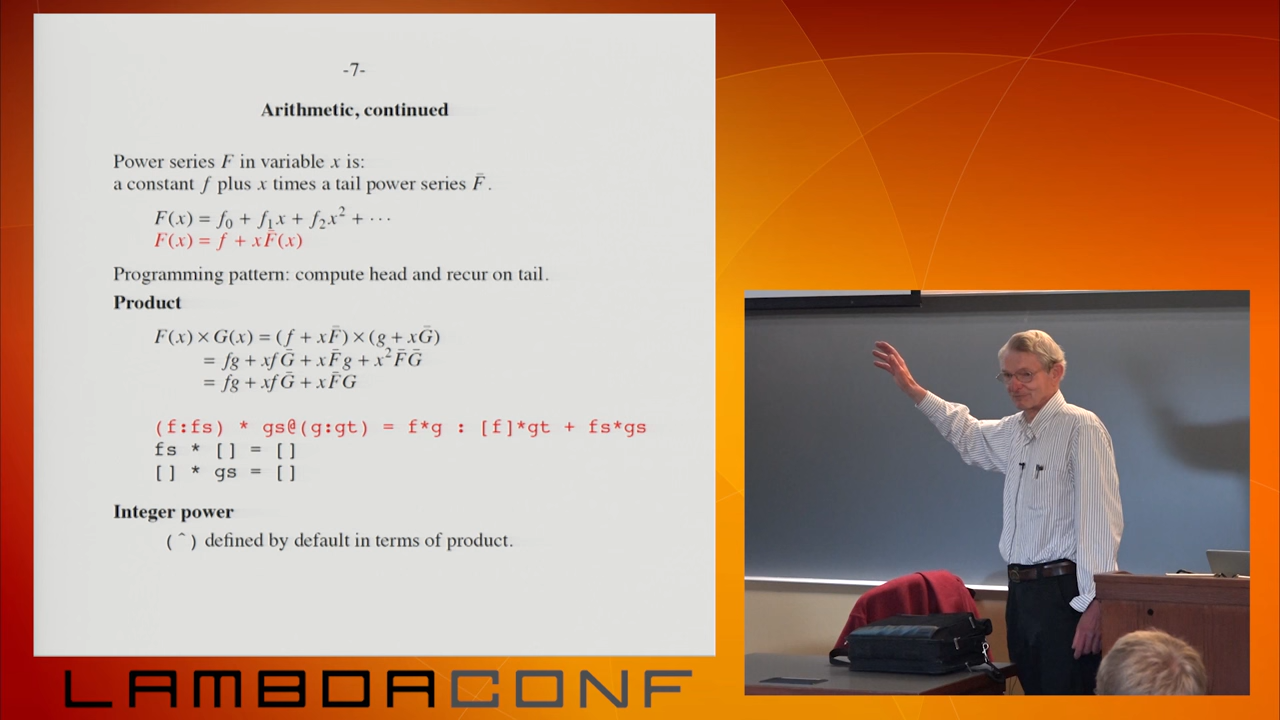 -7-
Arithmetic, continued
Power series F in variable x is:
a constant f plus x times a tail power series F̄.
F(x) = f₀ + f₁x + f₂x² + ⋯
F(x) = f + xF̄(x)
Programming pattern: compute head and recur on tail.
Product
F(x) × G(x) = (f + xF̄) × (g + xḠ)
= fg + xfḠ + xF̄g + x²F̄Ḡ
= fg + xfḠ + xF̄G
(f:fs) * gs@(g:gt) = f*g : [f]*gt + fs*gs
fs * [] = []
[] * gs = []
Integer power
(^) defined by default in terms of product.
LAMBDACONF